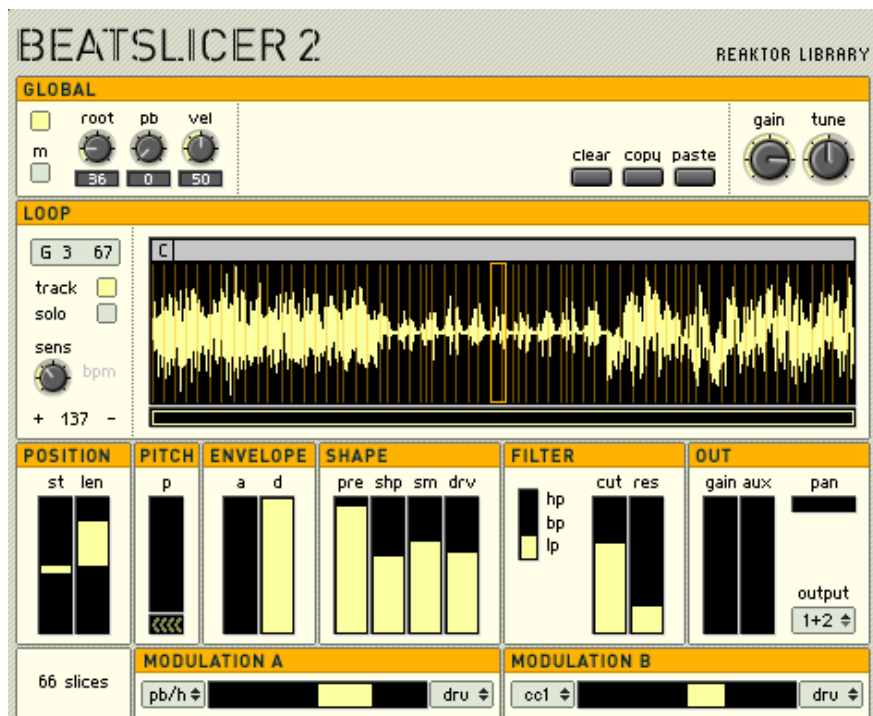 BEATSLICER 2
REAKTOR LIBRARY
GLOBAL
root pb vel
gain tune
m
clear copy paste
36 0 50
LOOP
G 3 67
C
track
solo
sens
bpm
+ 137 -
POSITION PITCH ENVELOPE SHAPE FILTER OUT
st len p a d pre shp sm drv cut res gain aux pan
hp
bp
lp
output
1+2
66 slices
MODULATION A MODULATION B
pb/h drv cc1 drv